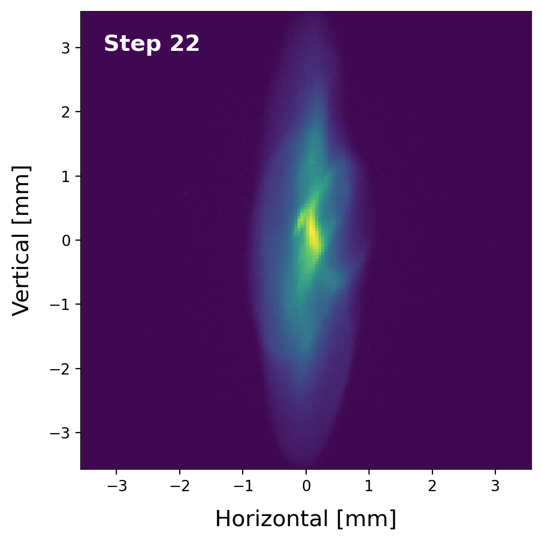 Step 22
Vertical [mm]
3
2
1
0
−1
−2
−3
−3 −2 −1 0 1 2 3
Horizontal [mm]